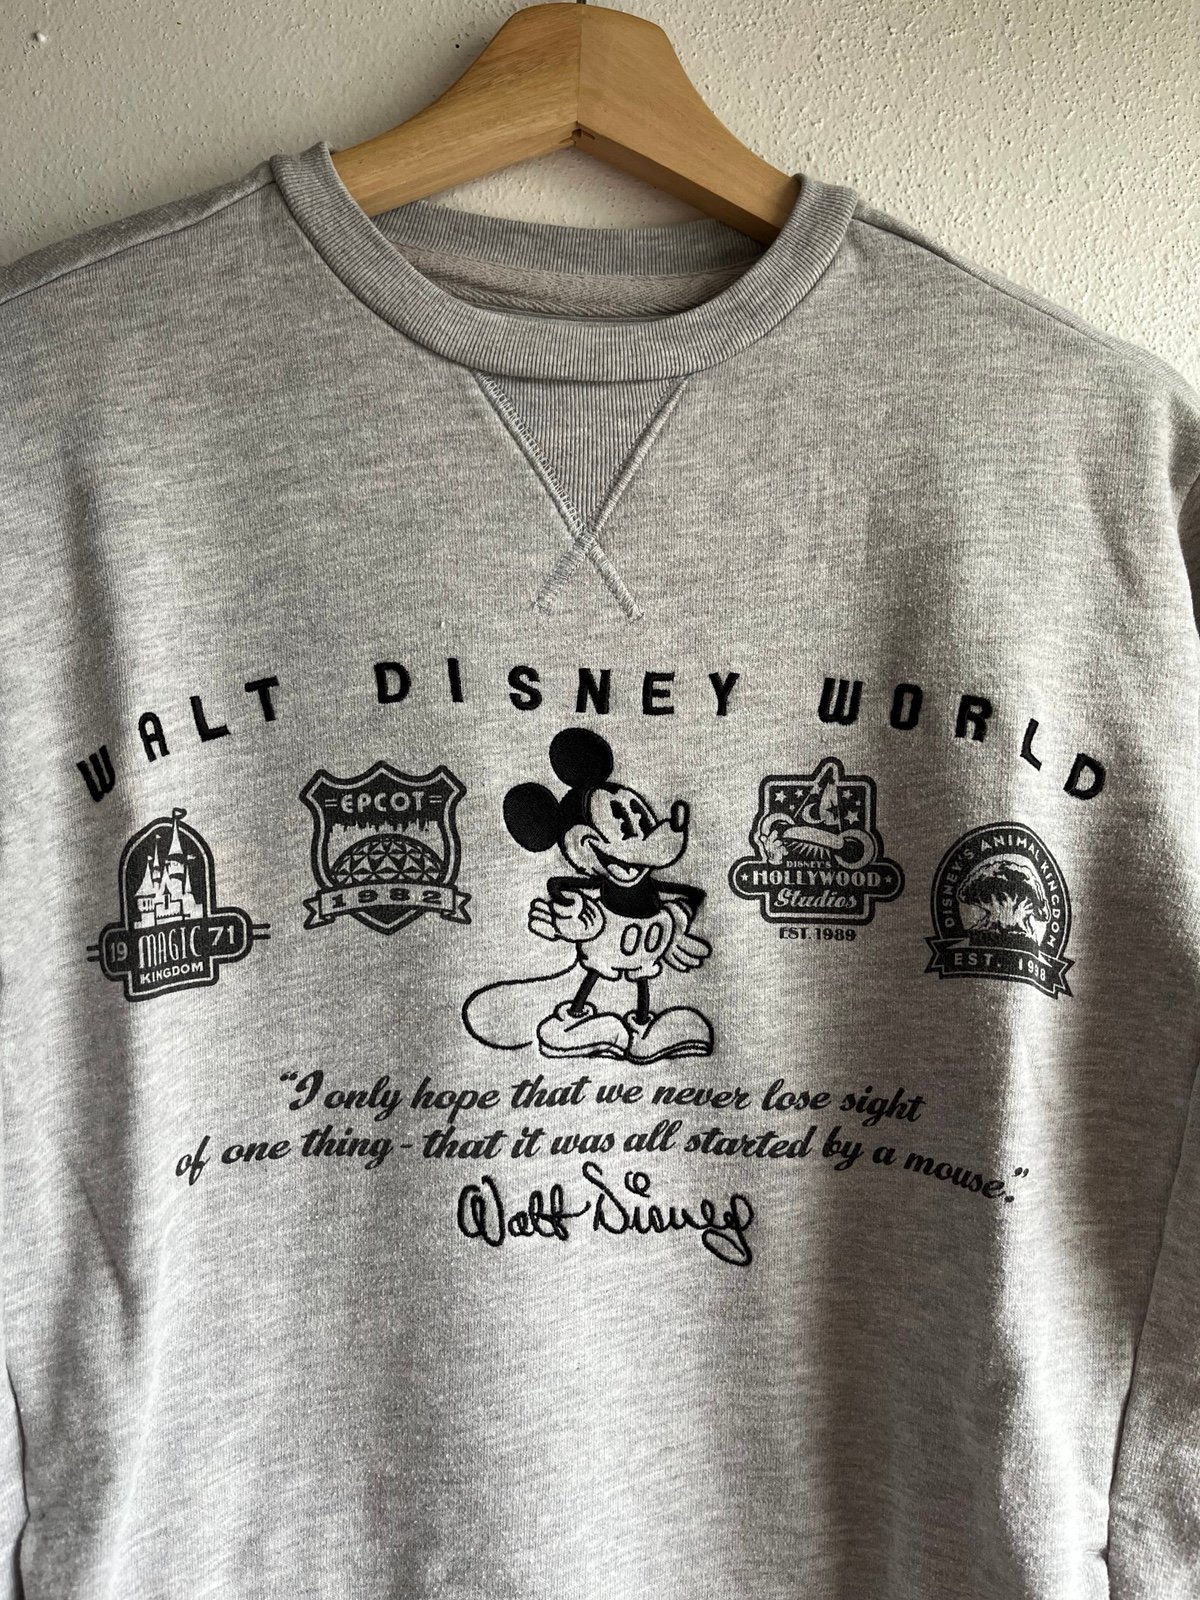 WALT DISNEY WORLD
19 MAGIC 71
KINGDOM
EPCOT
1982
DISNEY'S
HOLLYWOOD
Studios
EST. 1989
DISNEY'S ANIMAL KINGDOM
EST. 1998
“I only hope that we never lose sight
of one thing - that it was all started by a mouse.”
Walt Disney